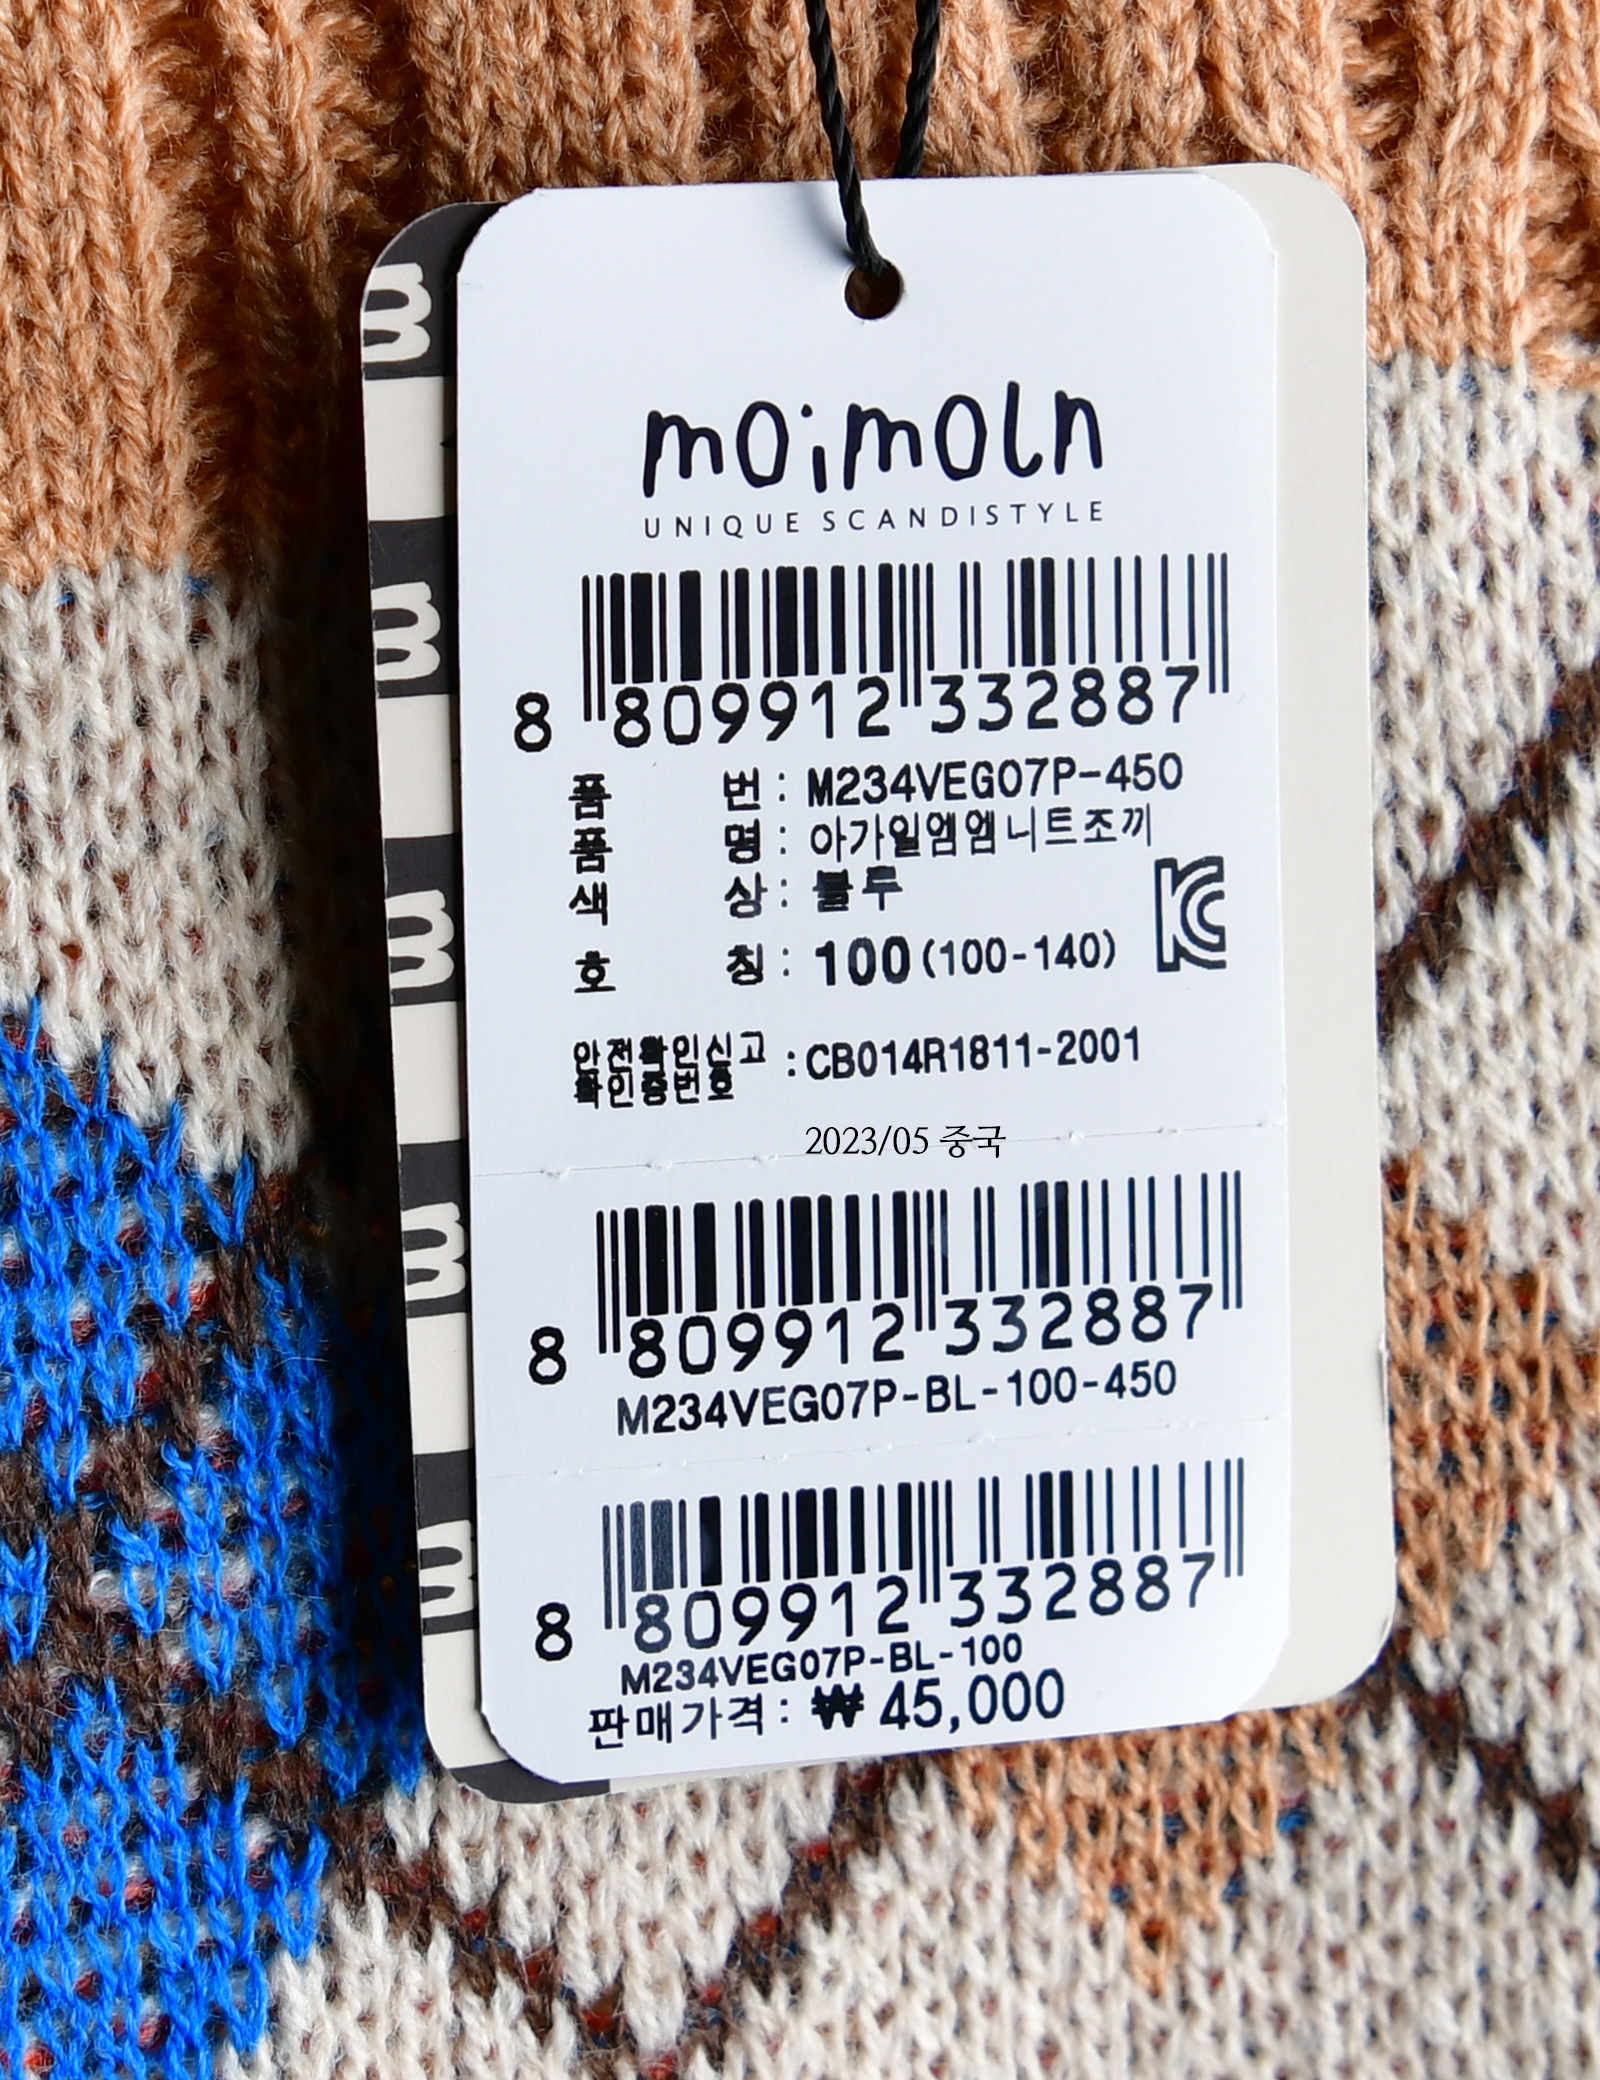 moimoln
UNIQUE SCANDISTYLE
8 809912 332887
품 번 : M234VEG07P-450
품 명 : 아가일엠엠니트조끼
색 상 : 블루
호 칭 : 100(100-140)
안전확인신고
확인증번호 : CB014R1811-2001
2023/05 중국
8 809912 332887
M234VEG07P-BL-100-450
8 809912 332887
M234VEG07P-BL-100
판매가격 : ₩ 45,000